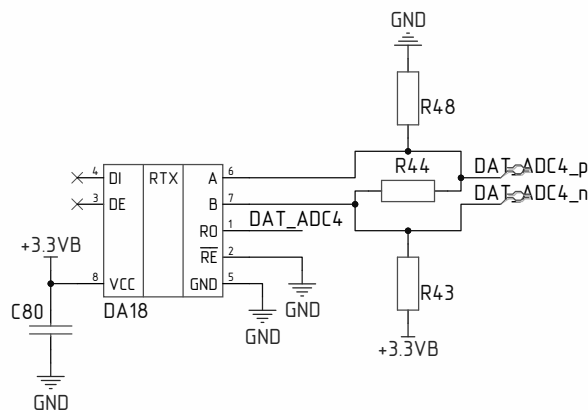 GND
R48
4 DI RTX A 6
R44
DAT_ADC4_p
3 DE B 7
DAT_ADC4_n
RO 1 DAT_ADC4
+3.3VB
RE 2
8 VCC GND 5
R43
C80
DA18
GND
GND
+3.3VB
GND